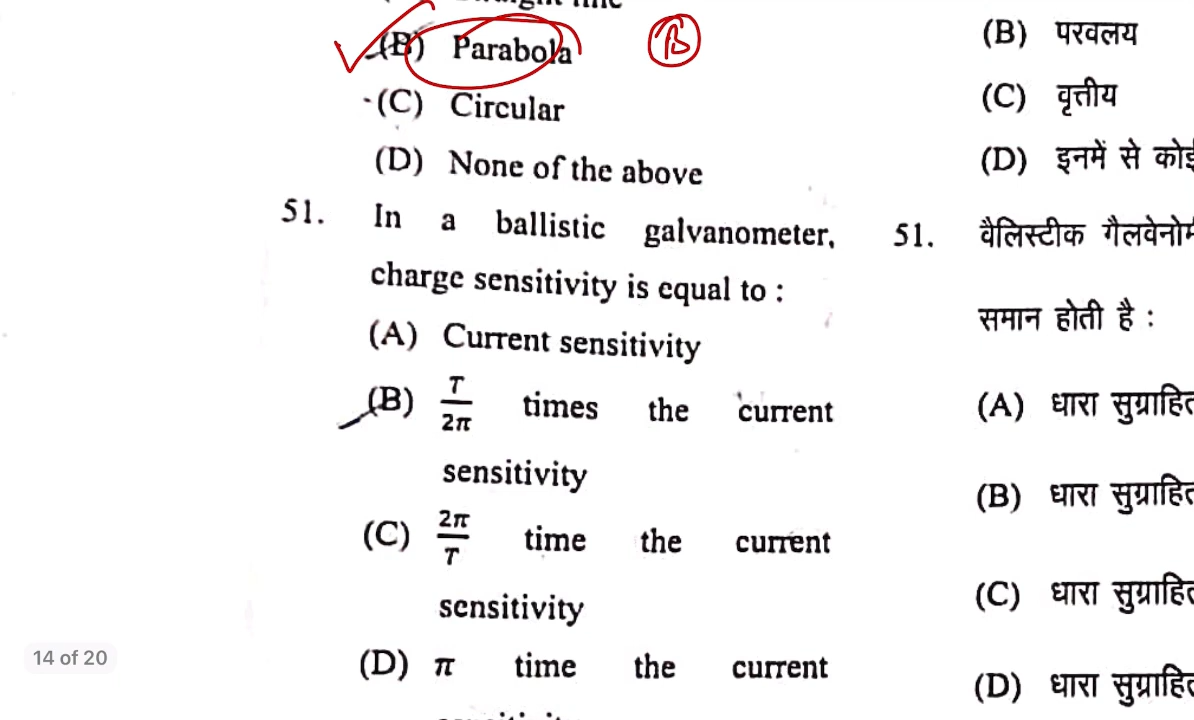 (B) Parabola B
(C) Circular
(D) None of the above
51. In a ballistic galvanometer,
charge sensitivity is equal to :
(A) Current sensitivity
(B) T/2π times the current
sensitivity
(C) 2π/T time the current
sensitivity
(D) π time the current
(B) परवलय
(C) वृत्तीय
(D) इनमें से
51. वैलिस्टीक
समान होती है :
(A) धारा
(B) धारा
(C) धारा
(D) धारा
14 of 20